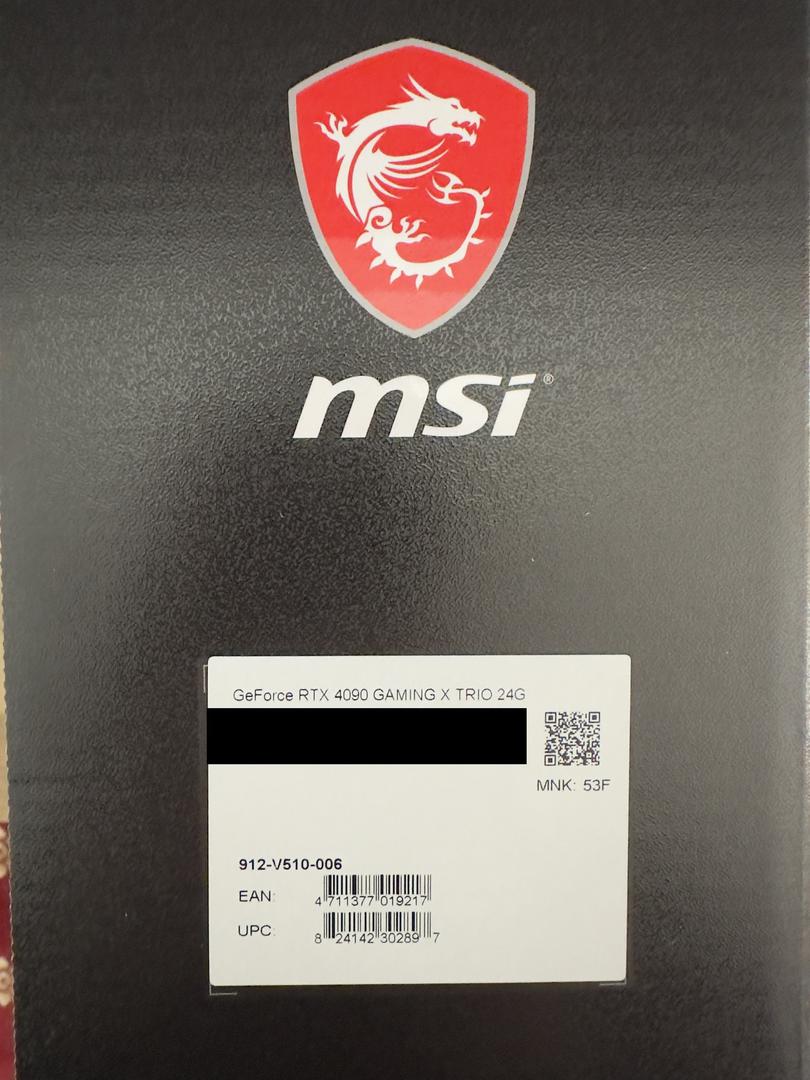 msi®
GeForce RTX 4090 GAMING X TRIO 24G
MNK: 53F
912-V510-006
EAN: 4 711377 019217
UPC: 8 24142 30289 7